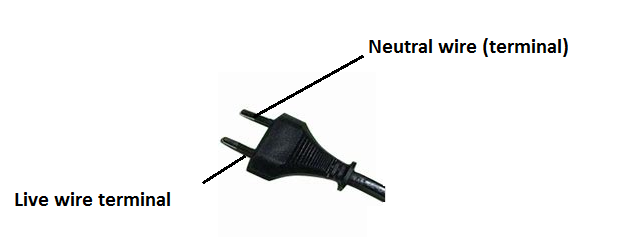 Neutral wire (terminal)
Live wire terminal